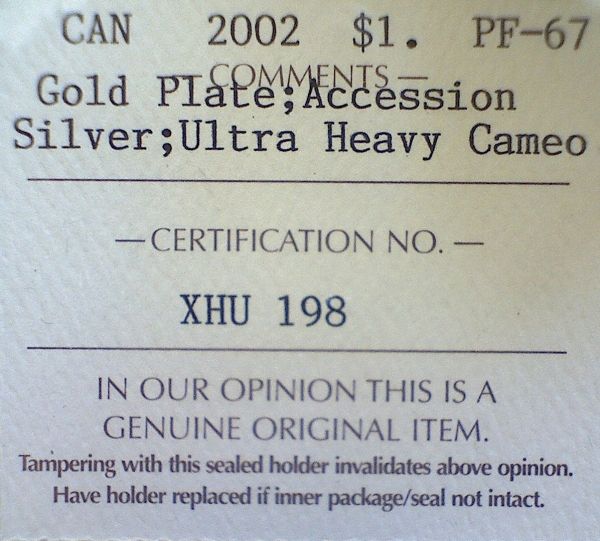 CAN 2002 $1. PF-67
— COMMENTS —
Gold Plate;Accession
Silver;Ultra Heavy Cameo
— CERTIFICATION NO. —
XHU 198
IN OUR OPINION THIS IS A
GENUINE ORIGINAL ITEM.
Tampering with this sealed holder invalidates above opinion.
Have holder replaced if inner package/seal not intact.